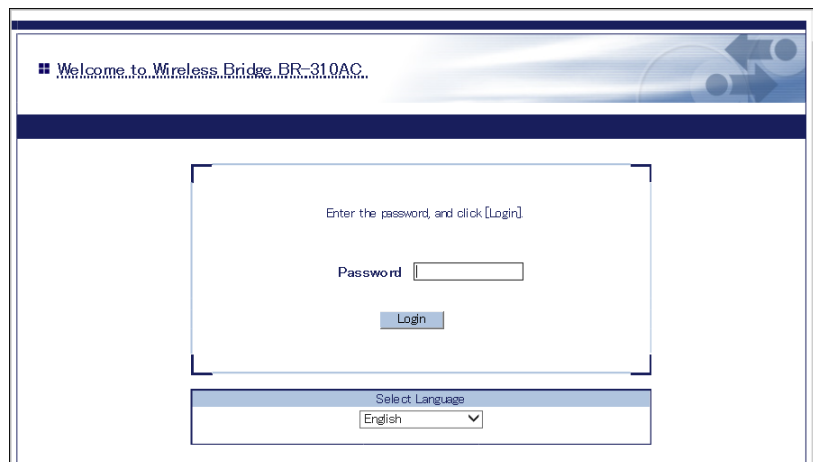 Welcome to Wireless Bridge BR-310AC
Enter the password, and click [Login].
Password
Login
Select Language
English